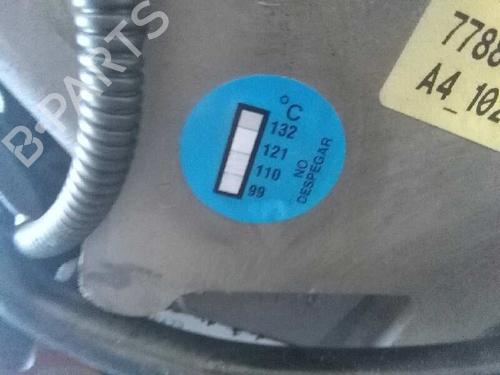 B-PARTS
7788
A4_102
°C
132
121
110
99
NO
DESPEGAR